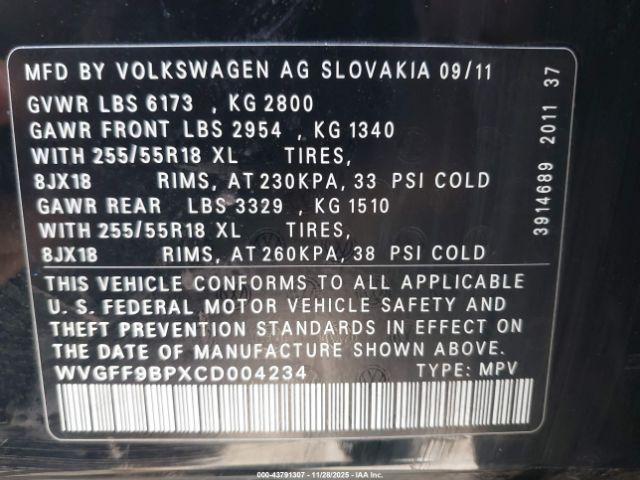 MFD BY VOLKSWAGEN AG SLOVAKIA 09/11
GVWR LBS 6173 , KG 2800
GAWR FRONT LBS 2954 , KG 1340
WITH 255/55R18 XL TIRES,
8JX18 RIMS, AT 230KPA, 33 PSI COLD
GAWR REAR LBS 3329 , KG 1510
WITH 255/55R18 XL TIRES,
8JX18 RIMS, AT 260KPA, 38 PSI COLD
THIS VEHICLE CONFORMS TO ALL APPLICABLE
U. S. FEDERAL MOTOR VEHICLE SAFETY AND
THEFT PREVENTION STANDARDS IN EFFECT ON
THE DATE OF MANUFACTURE SHOWN ABOVE.
WVGFF9BPXCD004234 TYPE: MPV
3914689 2011 37
000-43791307 - 11/28/2025 - IAAI.COM